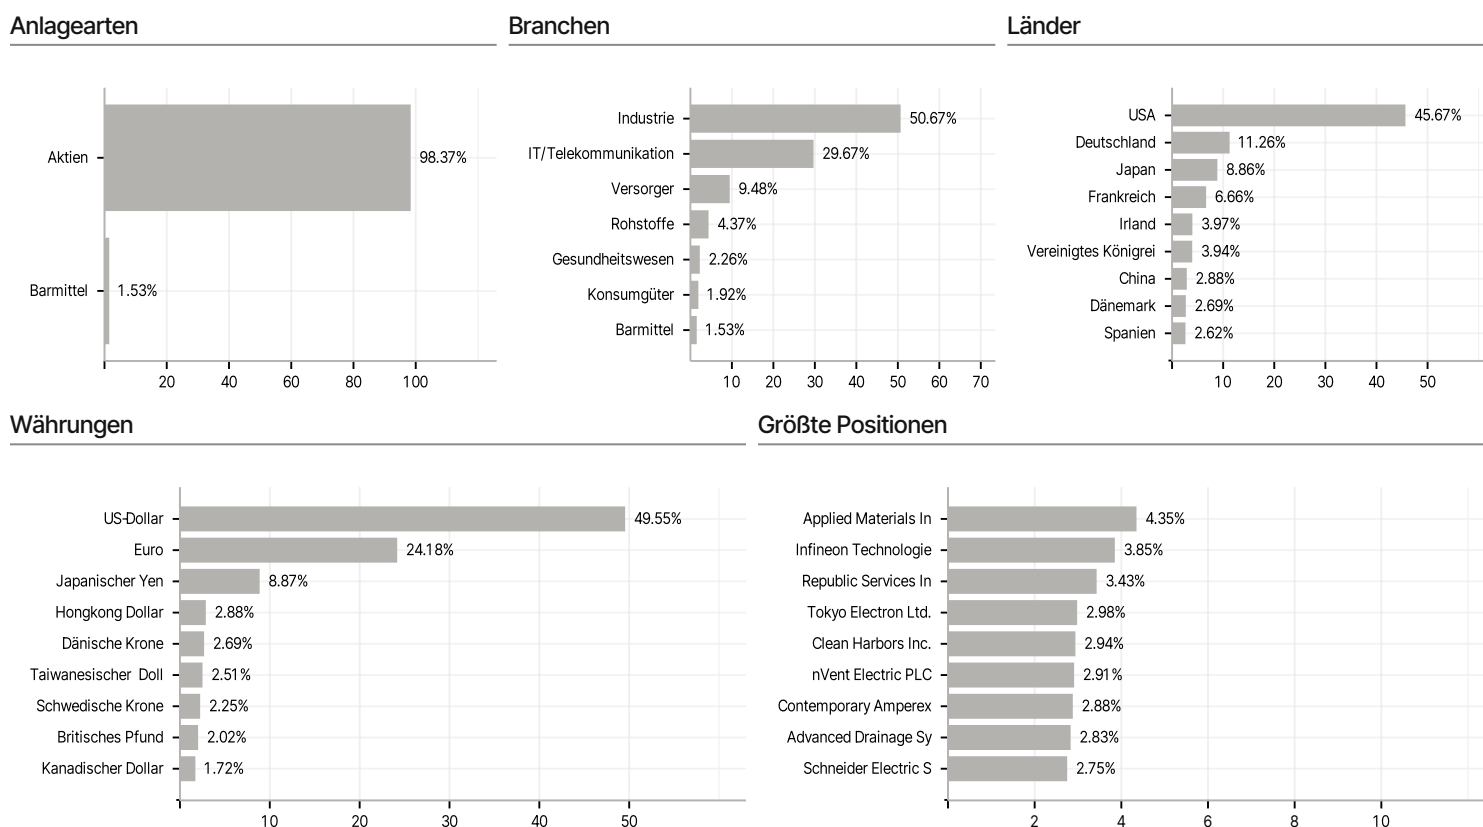 Anlagearten
Aktien 98.37%
Barmittel 1.53%
20 40 60 80 100
Branchen
Industrie 50.67%
IT/Telekommunikation 29.67%
Versorger 9.48%
Rohstoffe 4.37%
Gesundheitswesen 2.26%
Konsumgüter 1.92%
Barmittel 1.53%
10 20 30 40 50 60 70
Länder
USA 45.67%
Deutschland 11.26%
Japan 8.86%
Frankreich 6.66%
Irland 3.97%
Vereinigtes Königrei 3.94%
China 2.88%
Dänemark 2.69%
Spanien 2.62%
10 20 30 40 50
Währungen
US-Dollar 49.55%
Euro 24.18%
Japanischer Yen 8.87%
Hongkong Dollar 2.88%
Dänische Krone 2.69%
Taiwanesischer Doll 2.51%
Schwedische Krone 2.25%
Britisches Pfund 2.02%
Kanadischer Dollar 1.72%
10 20 30 40 50
Größte Positionen
Applied Materials In 4.35%
Infineon Technologie 3.85%
Republic Services In 3.43%
Tokyo Electron Ltd. 2.98%
Clean Harbors Inc. 2.94%
nVent Electric PLC 2.91%
Contemporary Amperex 2.88%
Advanced Drainage Sy 2.83%
Schneider Electric S 2.75%
2 4 6 8 10